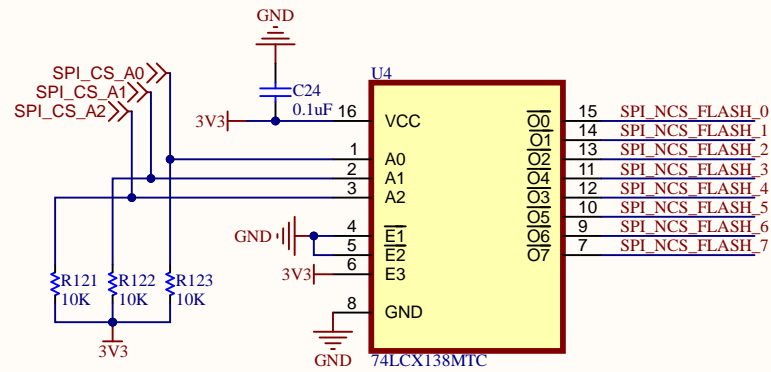 GND
SPI_CS_A0
SPI_CS_A1
SPI_CS_A2
C24
0.1uF
3V3
U4
16 VCC
1 A0
2 A1
3 A2
GND 4 E1
5 E2
3V3 6 E3
8 GND
GND
O0 15 SPI_NCS_FLASH_0
O1 14 SPI_NCS_FLASH_1
O2 13 SPI_NCS_FLASH_2
O4 11 SPI_NCS_FLASH_3
O3 12 SPI_NCS_FLASH_4
O5 10 SPI_NCS_FLASH_5
O6 9 SPI_NCS_FLASH_6
O7 7 SPI_NCS_FLASH_7
R121 10K
R122 10K
R123 10K
3V3
74LCX138MTC